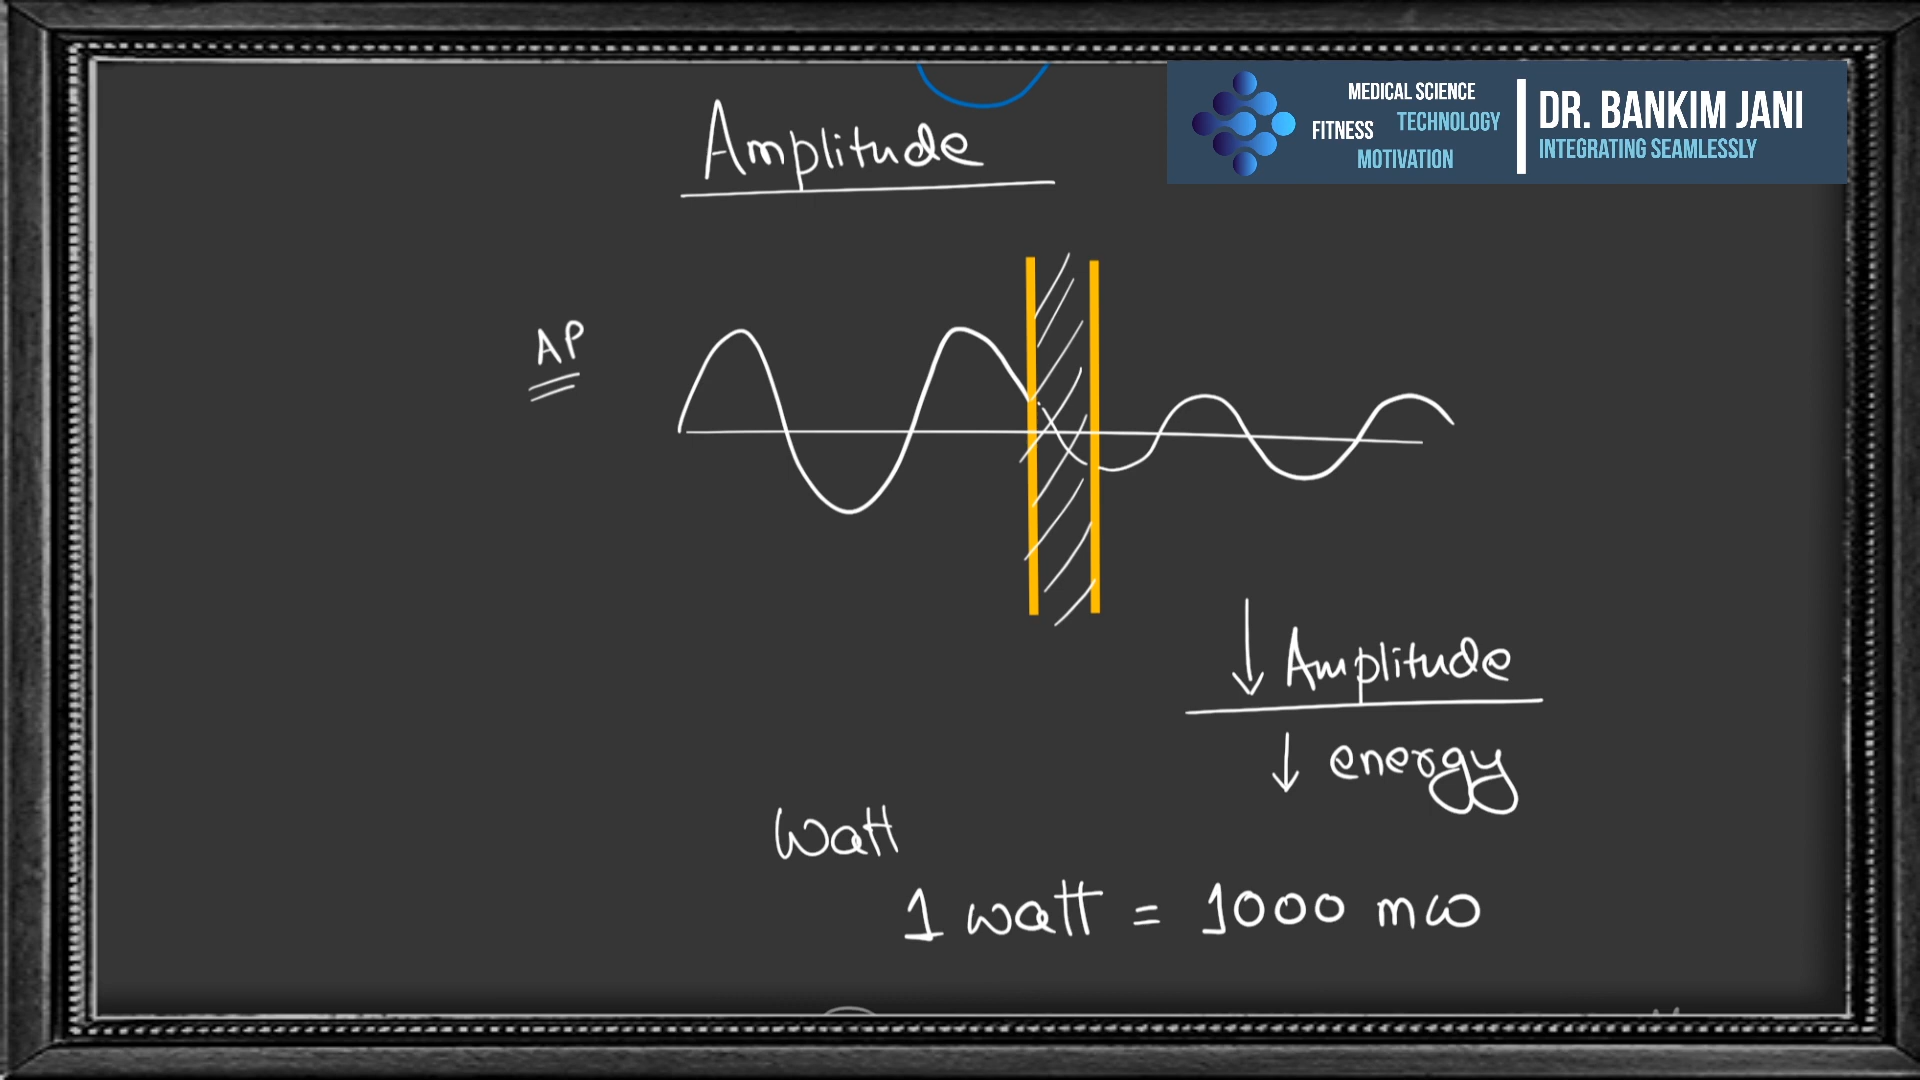 Amplitude
MEDICAL SCIENCE
FITNESS TECHNOLOGY
MOTIVATION
DR. BANKIM JANI
INTEGRATING SEAMLESSLY
AP
↓ Amplitude
↓ energy
Watt
1 watt = 1000 mw